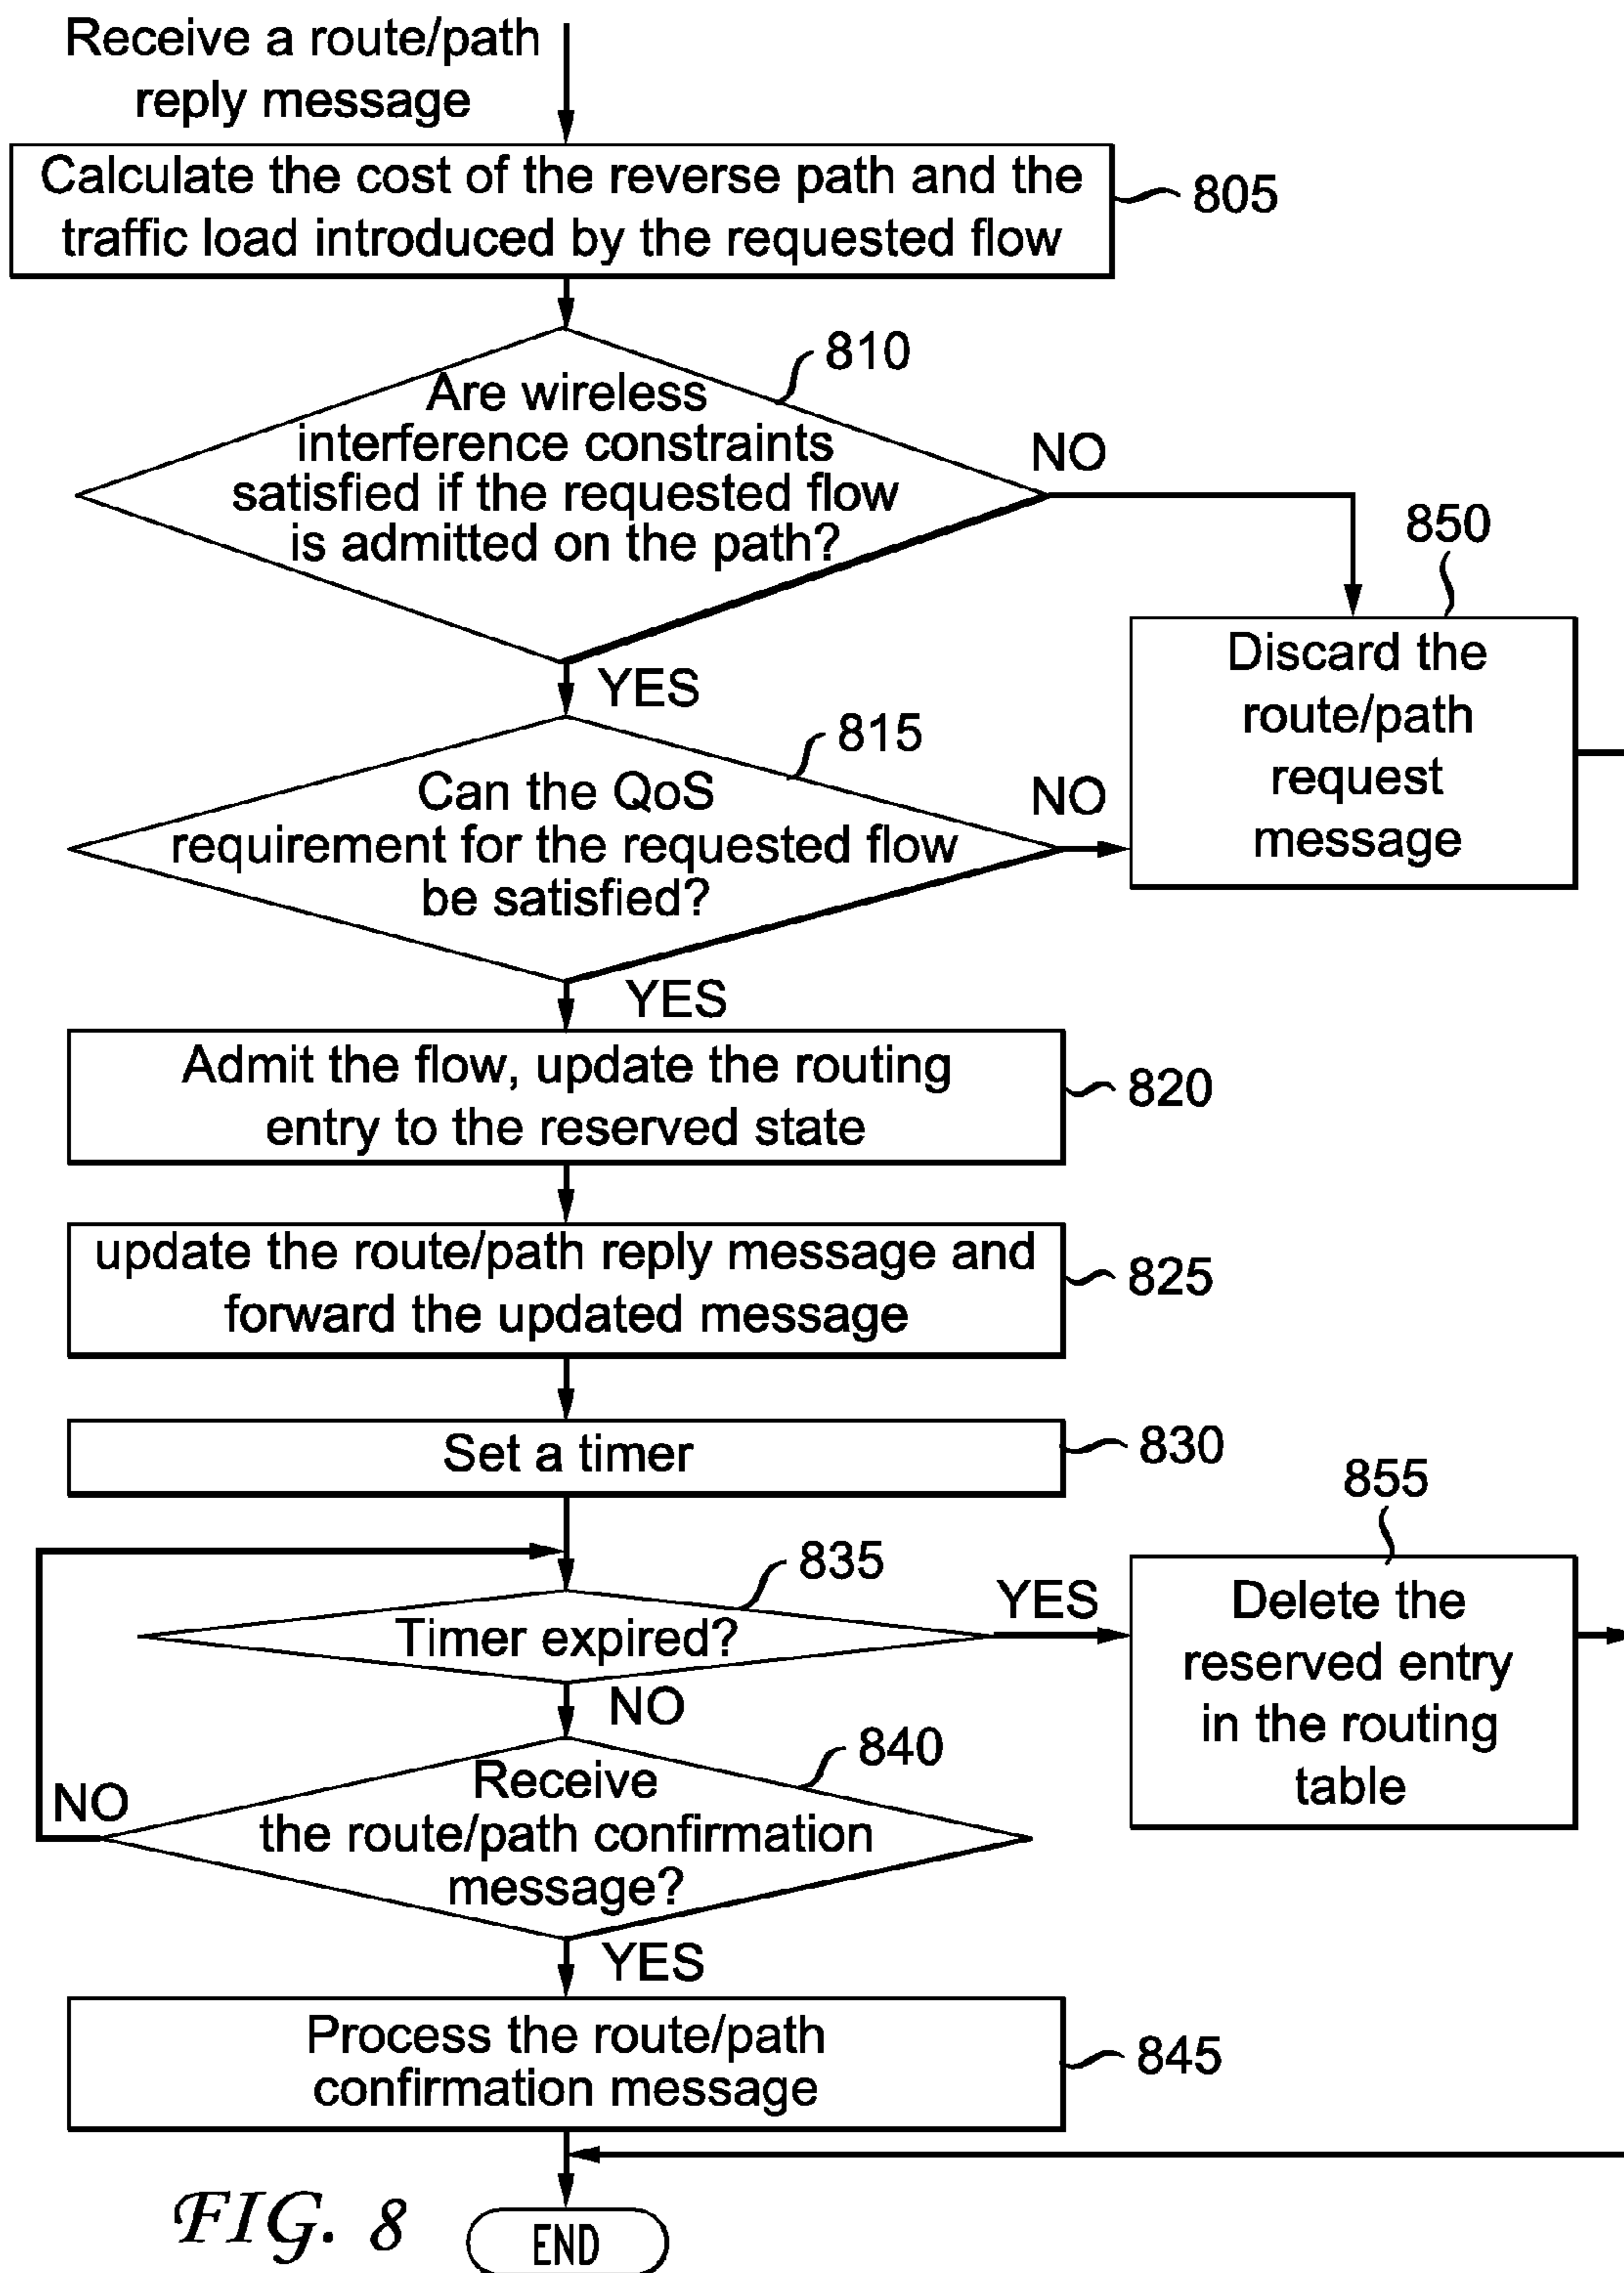 Receive a route/path
reply message
Calculate the cost of the reverse path and the
traffic load introduced by the requested flow
805
810
Are wireless
interference constraints
satisfied if the requested flow
is admitted on the path?
NO
850
Discard the
route/path
request
message
YES
815
Can the QoS
requirement for the requested flow
be satisfied?
NO
YES
Admit the flow, update the routing
entry to the reserved state
820
update the route/path reply message and
forward the updated message
825
Set a timer
830
855
835
Timer expired?
YES
Delete the
reserved entry
in the routing
table
NO
840
Receive
the route/path confirmation
message?
NO
YES
Process the route/path
confirmation message
845
FIG. 8
END